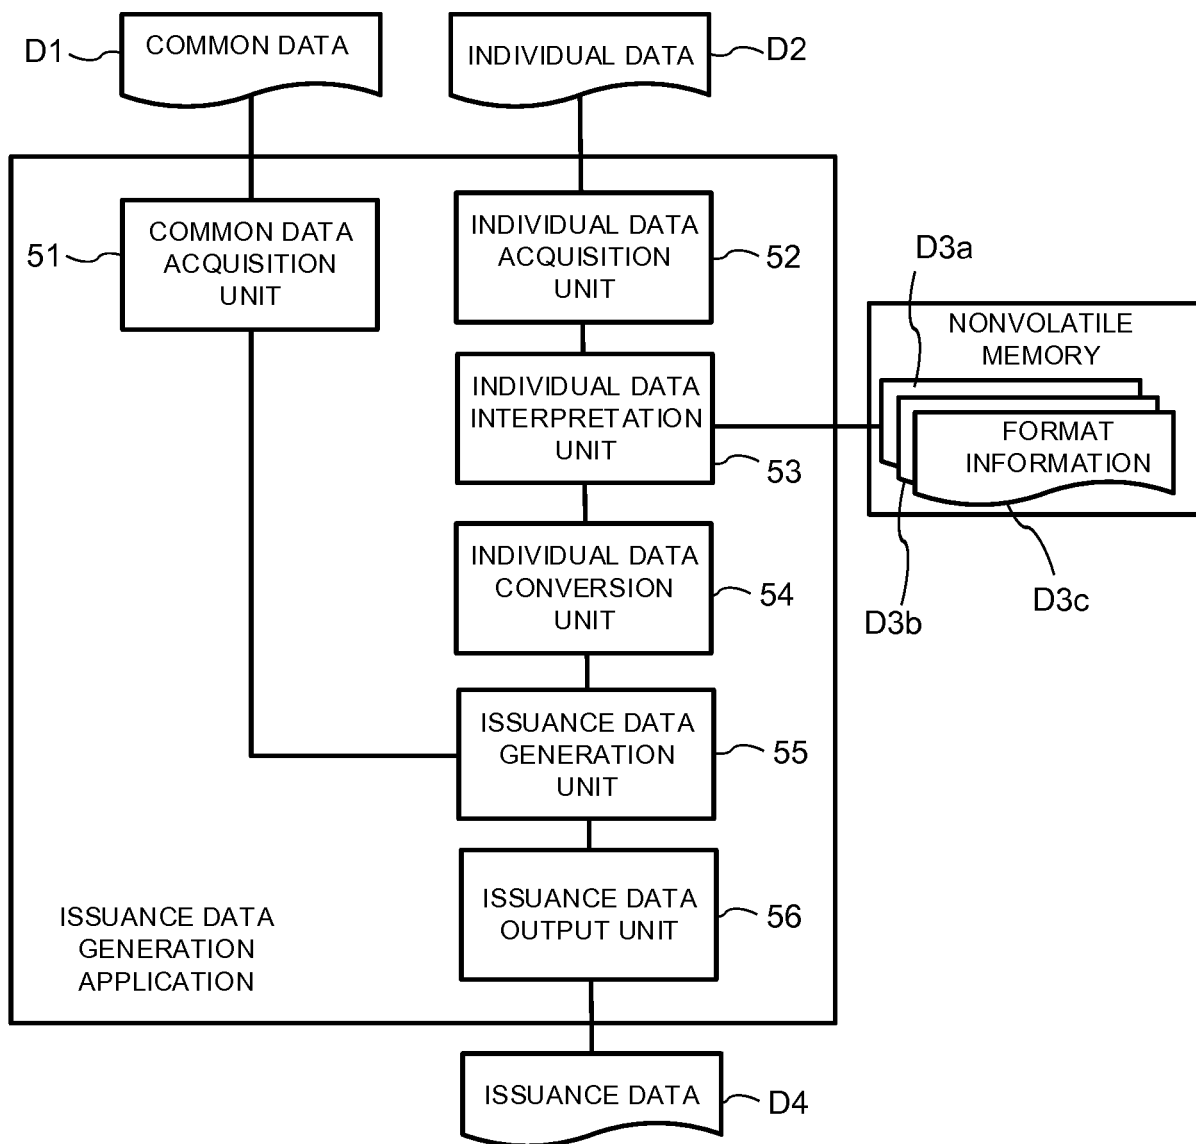 D1
COMMON DATA
INDIVIDUAL DATA
D2
51
COMMON DATA
ACQUISITION
UNIT
INDIVIDUAL DATA
ACQUISITION
UNIT
52
D3a
NONVOLATILE
MEMORY
INDIVIDUAL DATA
INTERPRETATION
UNIT
53
FORMAT
INFORMATION
INDIVIDUAL DATA
CONVERSION
UNIT
54
D3b
D3c
ISSUANCE DATA
GENERATION
UNIT
55
ISSUANCE DATA
OUTPUT UNIT
56
ISSUANCE DATA
GENERATION
APPLICATION
ISSUANCE DATA
D4